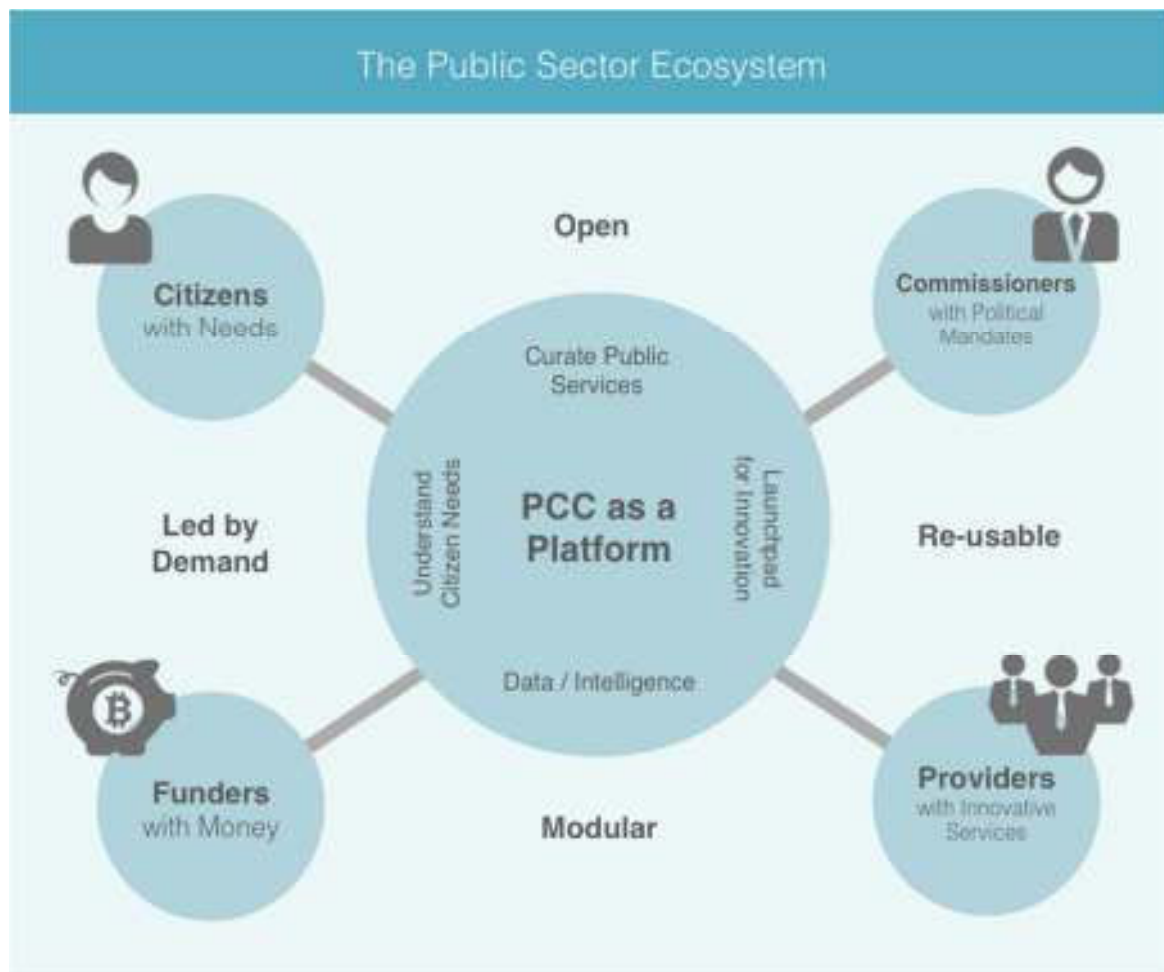 The Public Sector Ecosystem
Citizens
with Needs
Open
Commissioners
with Political
Mandates
Curate Public
Services
Understand
Citizen Needs
PCC as a
Platform
Launchpad
for Innovation
Led by
Demand
Re-usable
Data / Intelligence
Funders
with Money
Modular
Providers
with Innovative
Services